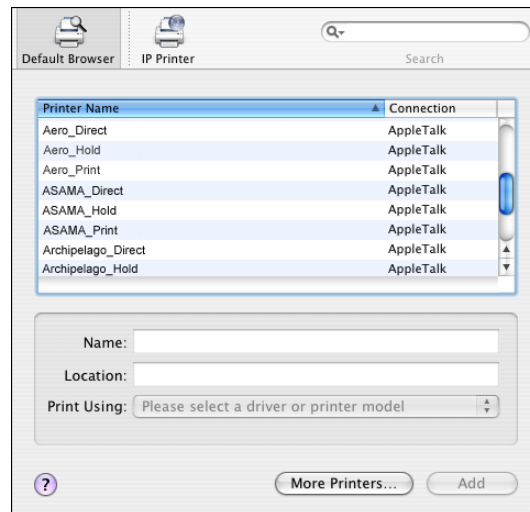 Default Browser IP Printer Search
Printer Name Connection
Aero_Direct AppleTalk
Aero_Hold AppleTalk
Aero_Print AppleTalk
ASAMA_Direct AppleTalk
ASAMA_Hold AppleTalk
ASAMA_Print AppleTalk
Archipelago_Direct AppleTalk
Archipelago_Hold AppleTalk
Name:
Location:
Print Using: Please select a driver or printer model
? More Printers... Add